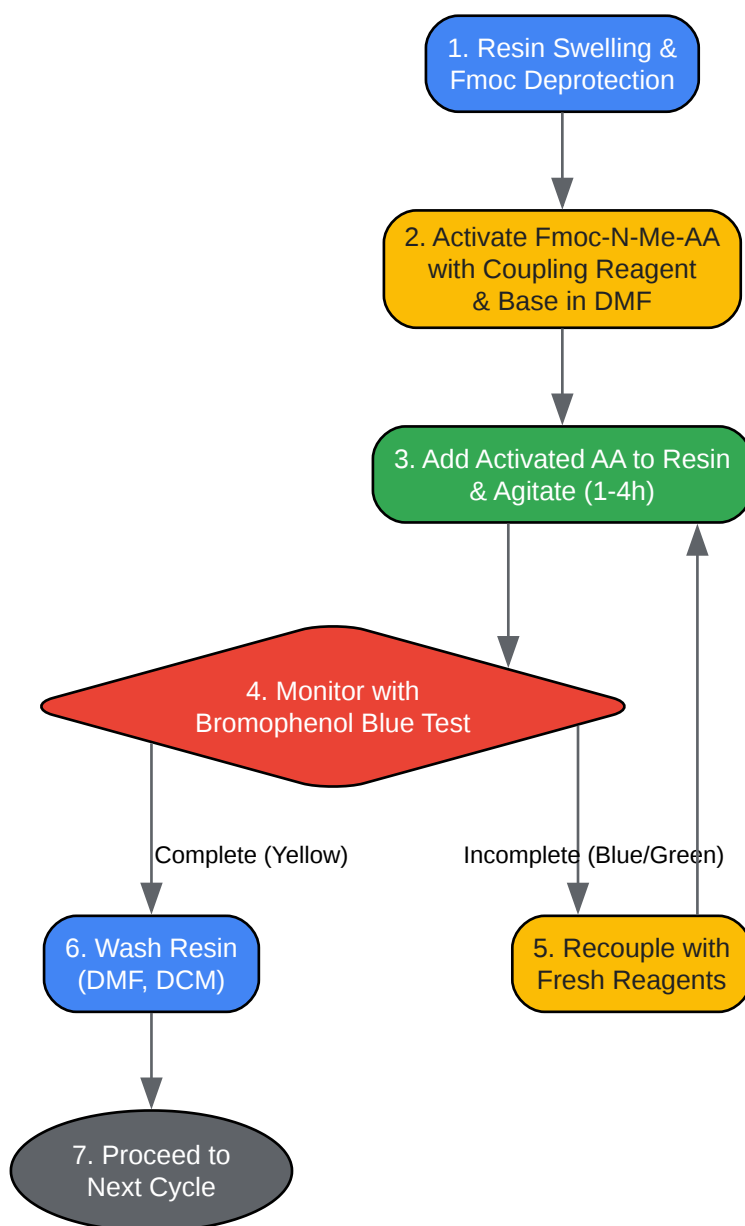 1. Resin Swelling &
Fmoc Deprotection
2. Activate Fmoc-N-Me-AA
with Coupling Reagent
& Base in DMF
3. Add Activated AA to Resin
& Agitate (1-4h)
4. Monitor with
Bromophenol Blue Test
Complete (Yellow)
Incomplete (Blue/Green)
6. Wash Resin
(DMF, DCM)
5. Recouple with
Fresh Reagents
7. Proceed to
Next Cycle